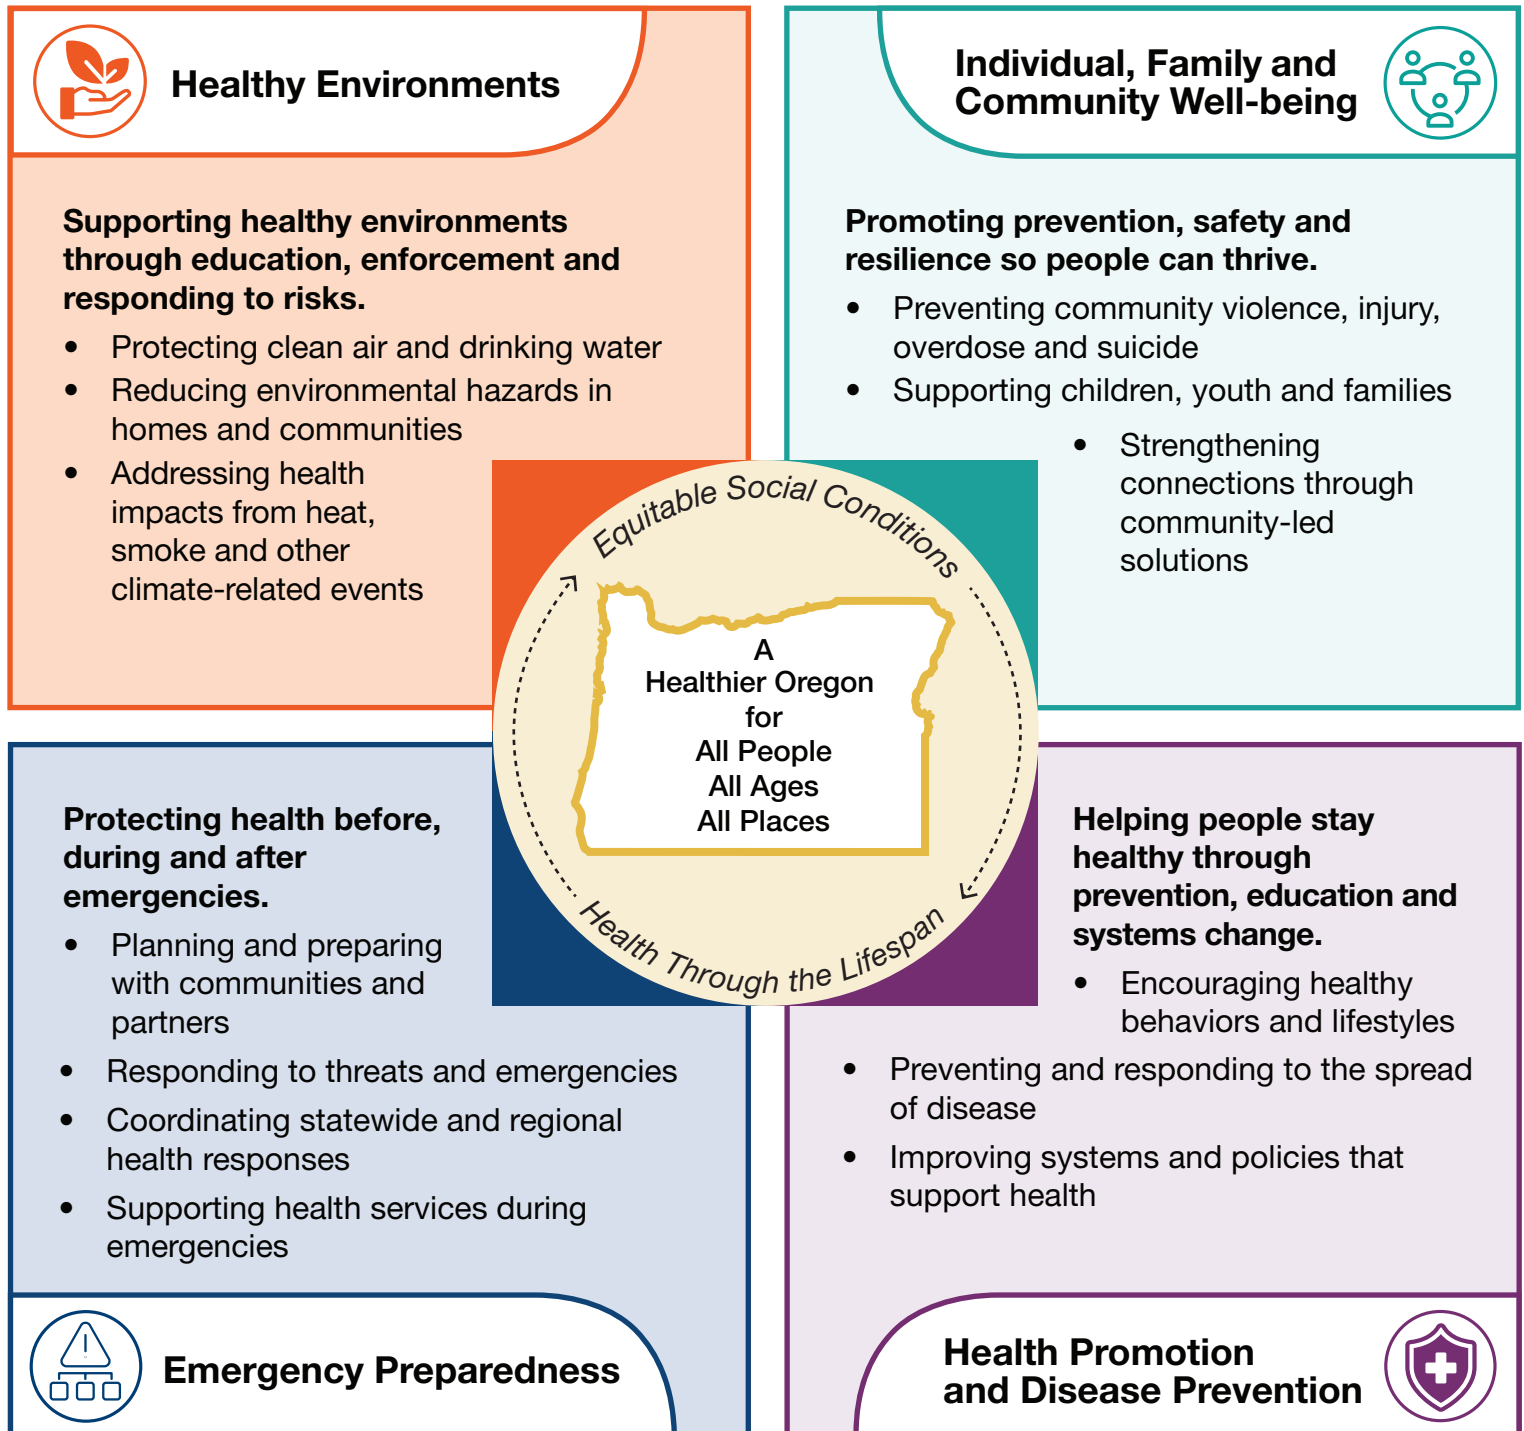 Healthy Environments
Supporting healthy environments
through education, enforcement and
responding to risks.
• Protecting clean air and drinking water
• Reducing environmental hazards in
homes and communities
• Addressing health
impacts from heat,
smoke and other
climate-related events
Individual, Family and
Community Well-being
Promoting prevention, safety and
resilience so people can thrive.
• Preventing community violence, injury,
overdose and suicide
• Supporting children, youth and families
• Strengthening
connections through
community-led
solutions
Equitable Social Conditions
A
Healthier Oregon
for
All People
All Ages
All Places
Health Through the Lifespan
Protecting health before,
during and after
emergencies.
• Planning and preparing
with communities and
partners
• Responding to threats and emergencies
• Coordinating statewide and regional
health responses
• Supporting health services during
emergencies
Emergency Preparedness
Helping people stay
healthy through
prevention, education and
systems change.
• Encouraging healthy
behaviors and lifestyles
• Preventing and responding to the spread
of disease
• Improving systems and policies that
support health
Health Promotion
and Disease Prevention